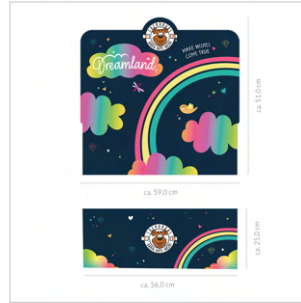 MAKE WISHES
COME TRUE
Dreamland
ca. 51,0 cm
ca. 59,0 cm
ca. 25,0 cm
ca. 56,0 cm